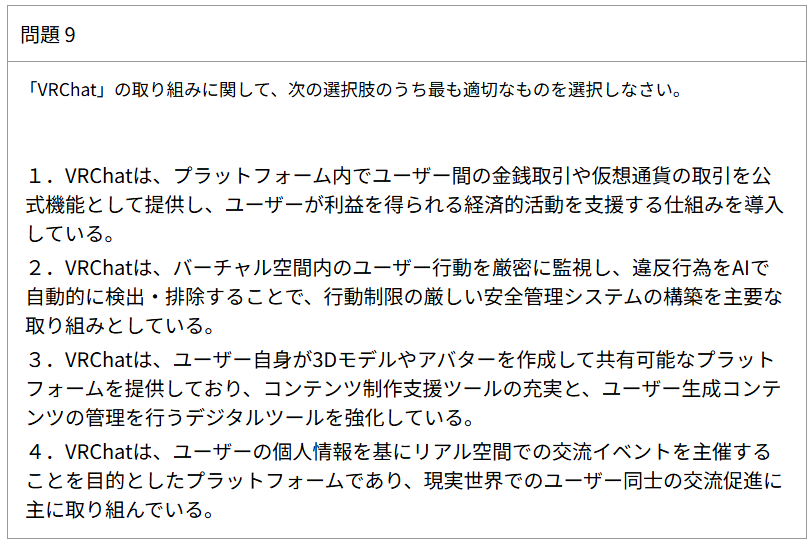 問題 9
「VRChat」の取り組みに関して、次の選択肢のうち最も適切なものを選択しなさい。
１．VRChatは、プラットフォーム内でユーザー間の金銭取引や仮想通貨の取引を公
式機能として提供し、ユーザーが利益を得られる経済的活動を支援する仕組みを導入
している。
２．VRChatは、バーチャル空間内のユーザー行動を厳密に監視し、違反行為をAIで
自動的に検出・排除することで、行動制限の厳しい安全管理システムの構築を主要な
取り組みとしている。
３．VRChatは、ユーザー自身が3Dモデルやアバターを作成して共有可能なプラット
フォームを提供しており、コンテンツ制作支援ツールの充実と、ユーザー生成コンテ
ンツの管理を行うデジタルツールを強化している。
４．VRChatは、ユーザーの個人情報を基にリアル空間での交流イベントを主催する
ことを目的としたプラットフォームであり、現実世界でのユーザー同士の交流促進に
主に取り組んでいる。